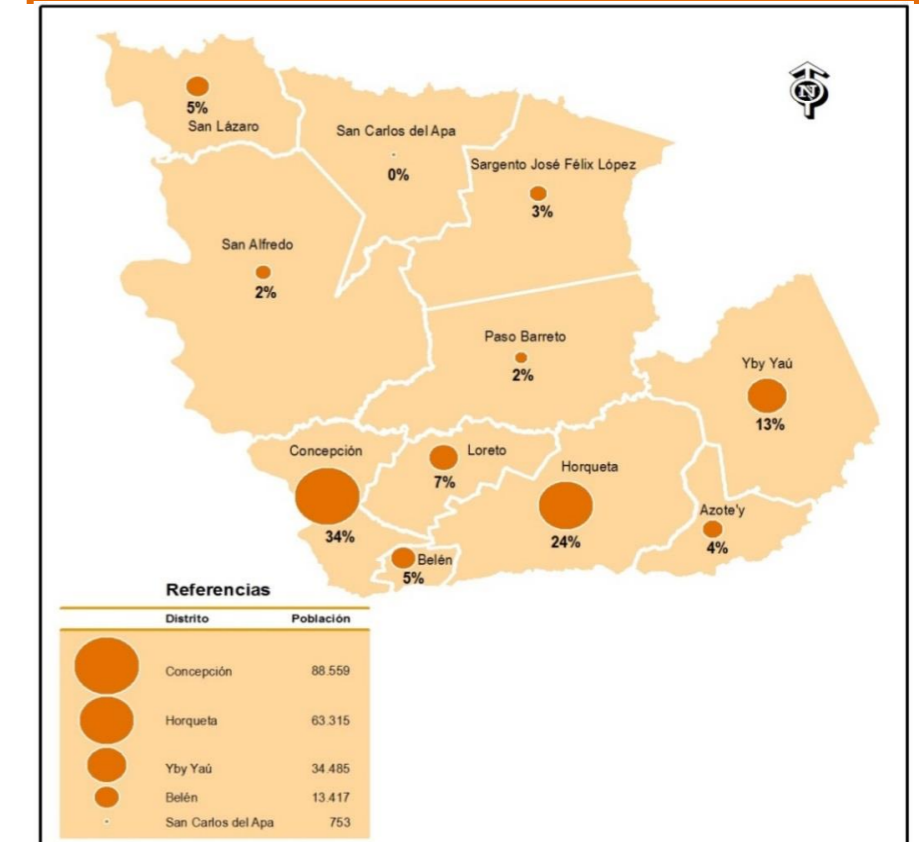 N
5%
San Lázaro
San Carlos del Apa
0%
Sargento José Félix López
3%
San Alfredo
2%
Paso Barreto
2%
Yby Yaú
13%
Concepción
34%
Loreto
7%
Horqueta
24%
Azote'y
4%
Belén
5%
Referencias
Distrito Población
Concepción 88.559
Horqueta 63.315
Yby Yaú 34.485
Belén 13.417
San Carlos del Apa 753